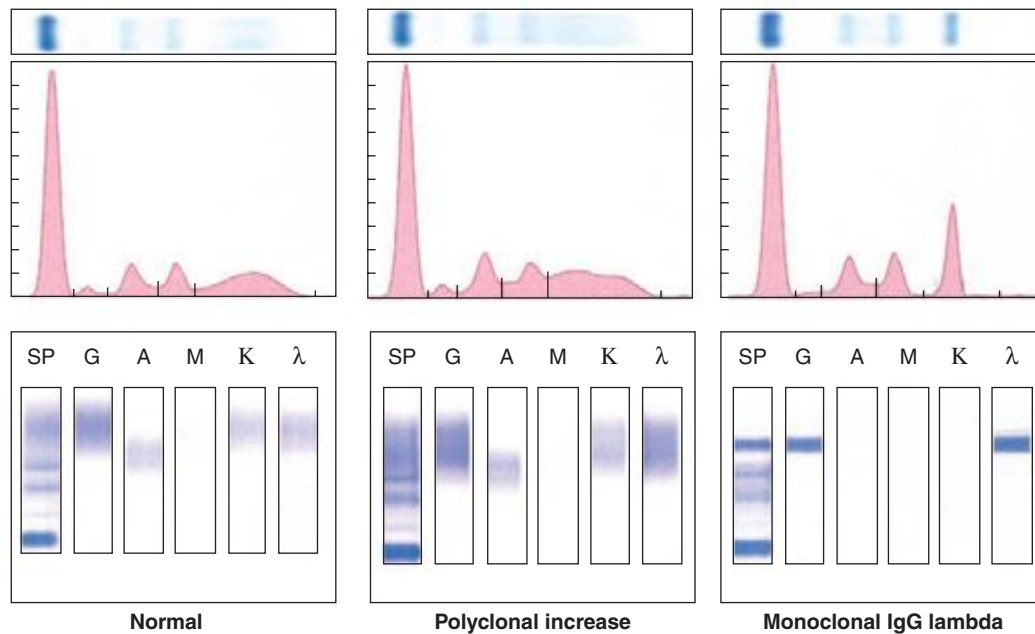 SP G A M K λ
SP G A M K λ
SP G A M K λ
Normal
Polyclonal increase
Monoclonal IgG lambda